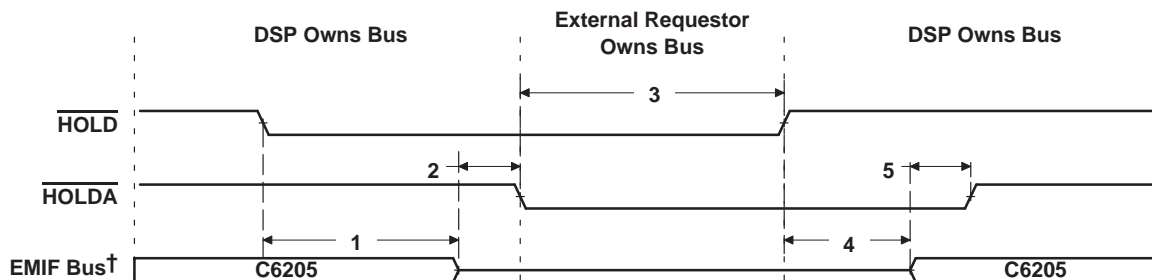 DSP Owns Bus
External Requestor
Owns Bus
DSP Owns Bus
3
HOLD
2
5
HOLDA
1
4
EMIF Bus†
C6205
C6205